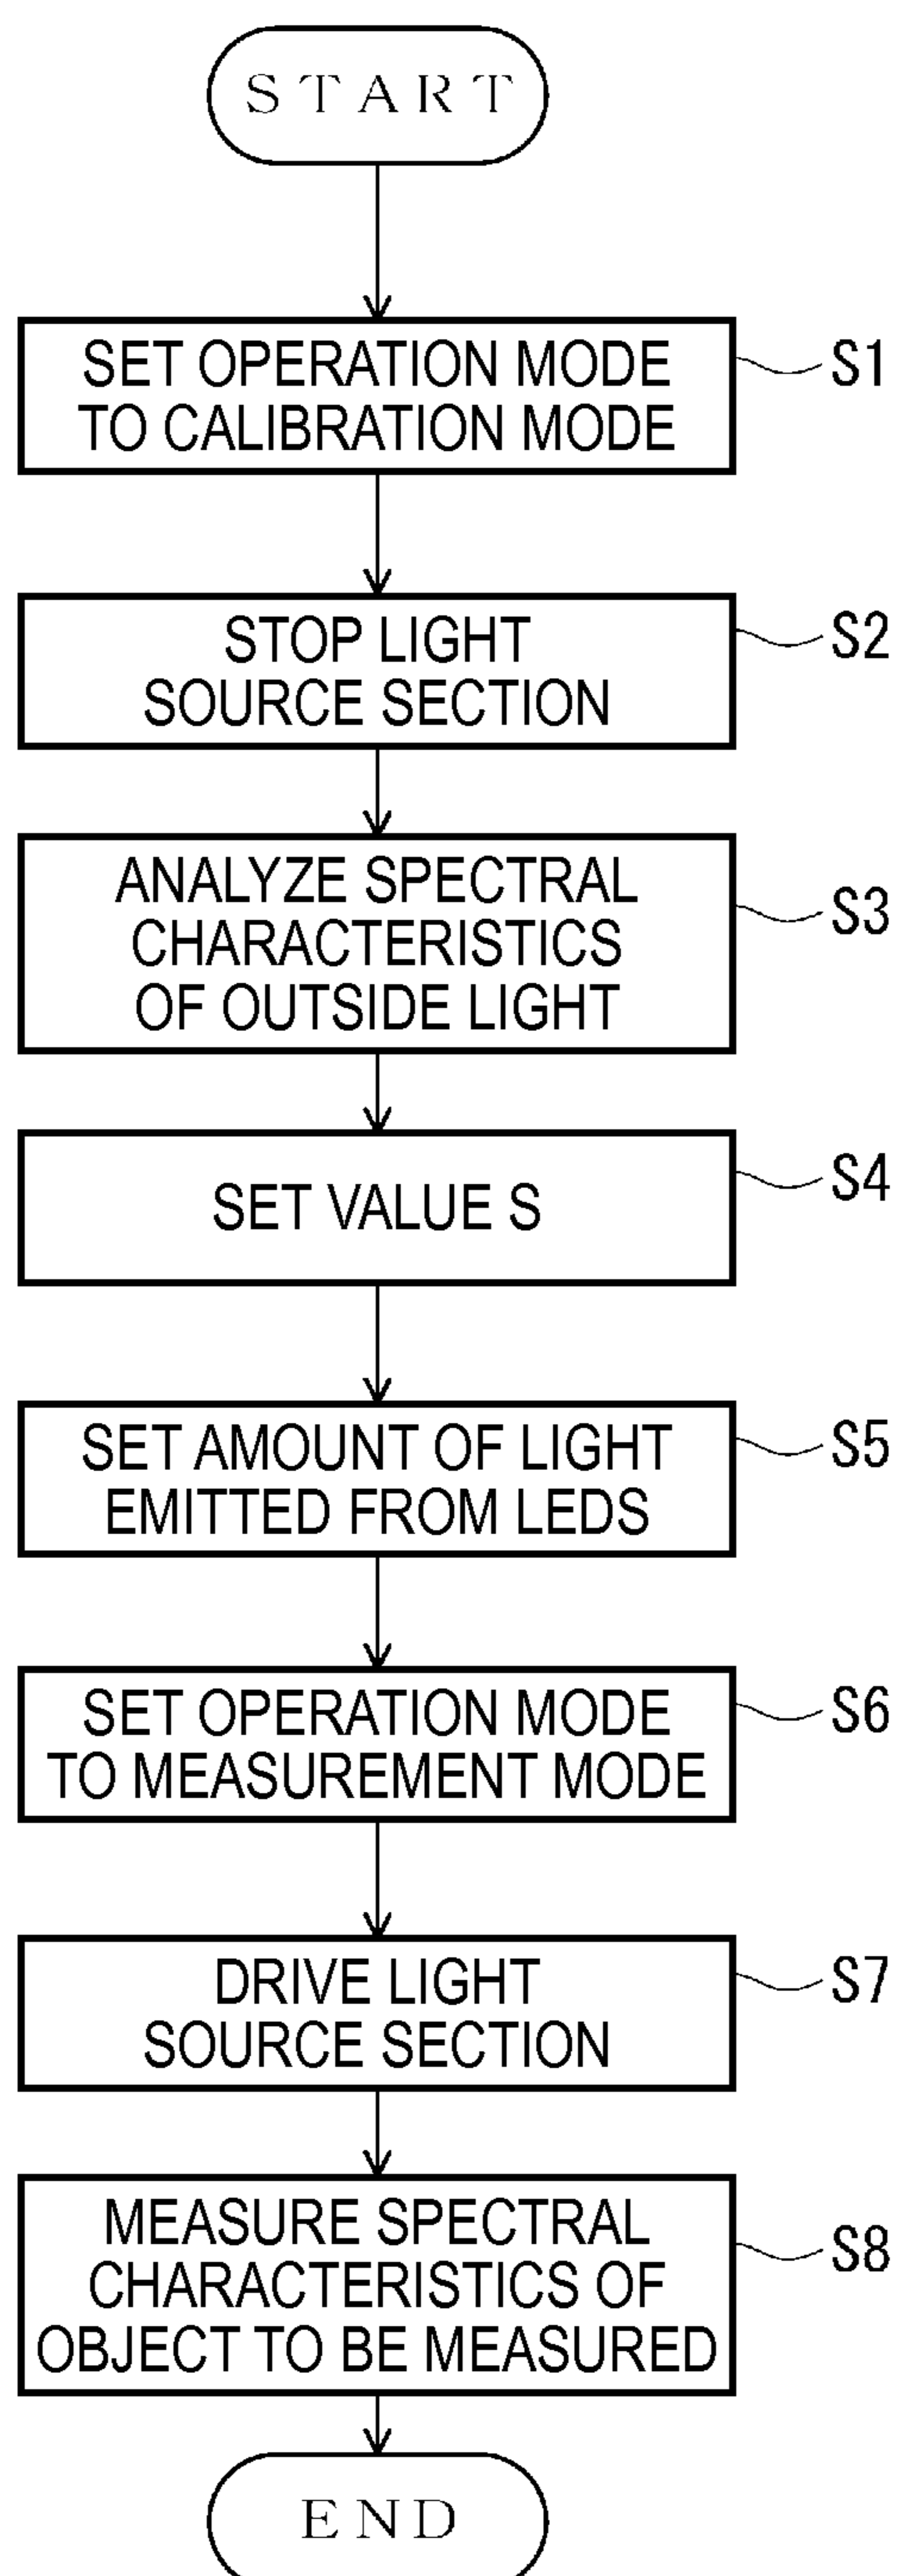 START
SET OPERATION MODE
TO CALIBRATION MODE
S1
STOP LIGHT
SOURCE SECTION
S2
ANALYZE SPECTRAL
CHARACTERISTICS
OF OUTSIDE LIGHT
S3
SET VALUE S
S4
SET AMOUNT OF LIGHT
EMITTED FROM LEDS
S5
SET OPERATION MODE
TO MEASUREMENT MODE
S6
DRIVE LIGHT
SOURCE SECTION
S7
MEASURE SPECTRAL
CHARACTERISTICS OF
OBJECT TO BE MEASURED
S8
END